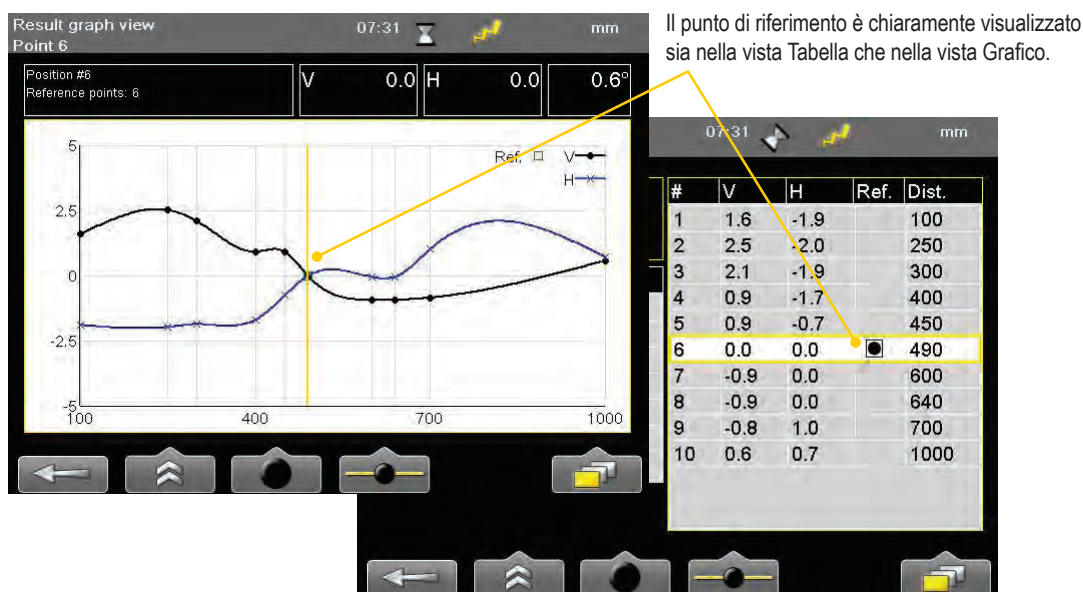 Result graph view
Point 6
07:31
mm
Il punto di riferimento è chiaramente visualizzato
sia nella vista Tabella che nella vista Grafico.
Position #6
Reference points: 6
V 0.0
H 0.0
0.6°
Ref. V
H
5
2.5
0
-2.5
-5
100 400 700 1000
07:31
mm
# V H Ref. Dist.
1 1.6 -1.9 100
2 2.5 -2.0 250
3 2.1 -1.9 300
4 0.9 -1.7 400
5 0.9 -0.7 450
6 0.0 0.0 490
7 -0.9 0.0 600
8 -0.9 0.0 640
9 -0.8 1.0 700
10 0.6 0.7 1000